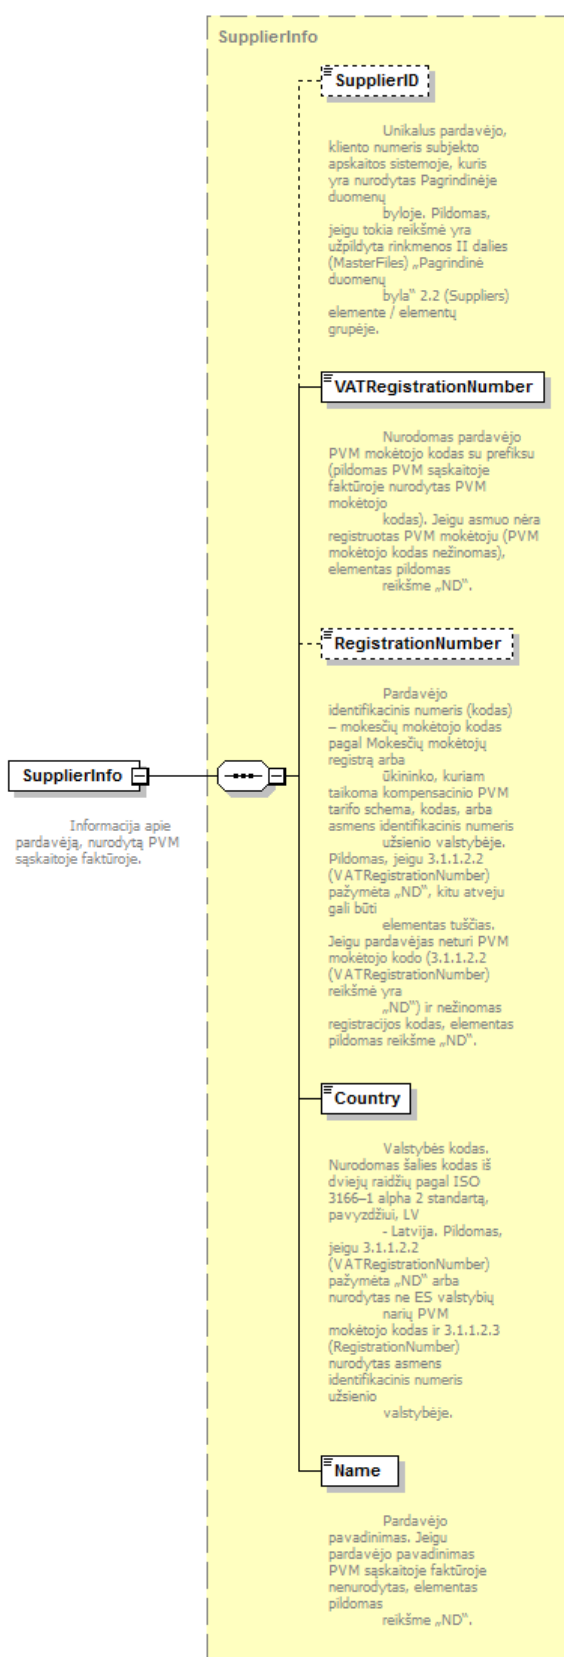 SupplierInfo
SupplierID
Unikalus pardavėjo,
kliento numeris subjekto
apskaitos sistemoje, kuris
yra nurodytas Pagrindinėje
duomenų
byloje. Pildomas,
jeigu tokia reikšmė yra
užpildyta rinkmenos II dalies
(MasterFiles) „Pagrindinė
duomenų
byla“ 2.2 (Suppliers)
elemente / elementų
grupėje.
VATRegistrationNumber
Nurodomas pardavėjo
PVM mokėtojo kodas su prefiksu
(pildomas PVM sąskaitoje
faktūroje nurodytas PVM
mokėtojo
kodas). Jeigu asmuo nėra
registruotas PVM mokėtoju (PVM
mokėtojo kodas nežinomas),
elementas pildomas
reikšme „ND“.
RegistrationNumber
Pardavėjo
identifikacinis numeris (kodas)
– mokesčių mokėtojo kodas
pagal Mokesčių mokėtojų
registrą arba
ūkininko, kuriam
taikoma kompensacinio PVM
tarifo schema, kodas, arba
asmens identifikacinis numeris
užsienio valstybėje.
Pildomas, jeigu 3.1.1.2.2
(VATRegistrationNumber)
pažymėta „ND“, kitu atveju
gali būti
elementas tuščias.
Jeigu pardavėjas neturi PVM
mokėtojo kodo (3.1.1.2.2
(VATRegistrationNumber)
reikšmė yra
„ND“) ir nežinomas
registracijos kodas, elementas
pildomas reikšme „ND“.
SupplierInfo
Informacija apie
pardavėją, nurodytą PVM
sąskaitoje faktūroje.
Country
Valstybės kodas.
Nurodomas šalies kodas iš
dviejų raidžių pagal ISO
3166–1 alpha 2 standartą,
pavyzdžiui, LV
- Latvija. Pildomas,
jeigu 3.1.1.2.2
(VATRegistrationNumber)
pažymėta „ND“ arba
nurodytas ne ES valstybių
narių PVM
mokėtojo kodas ir 3.1.1.2.3
(RegistrationNumber)
nurodytas asmens
identifikacinis numeris
užsienio
valstybėje.
Name
Pardavėjo
pavadinimas. Jeigu
pardavėjo pavadinimas
PVM sąskaitoje faktūroje
nenurodytas, elementas
pildomas
reikšme „ND“.